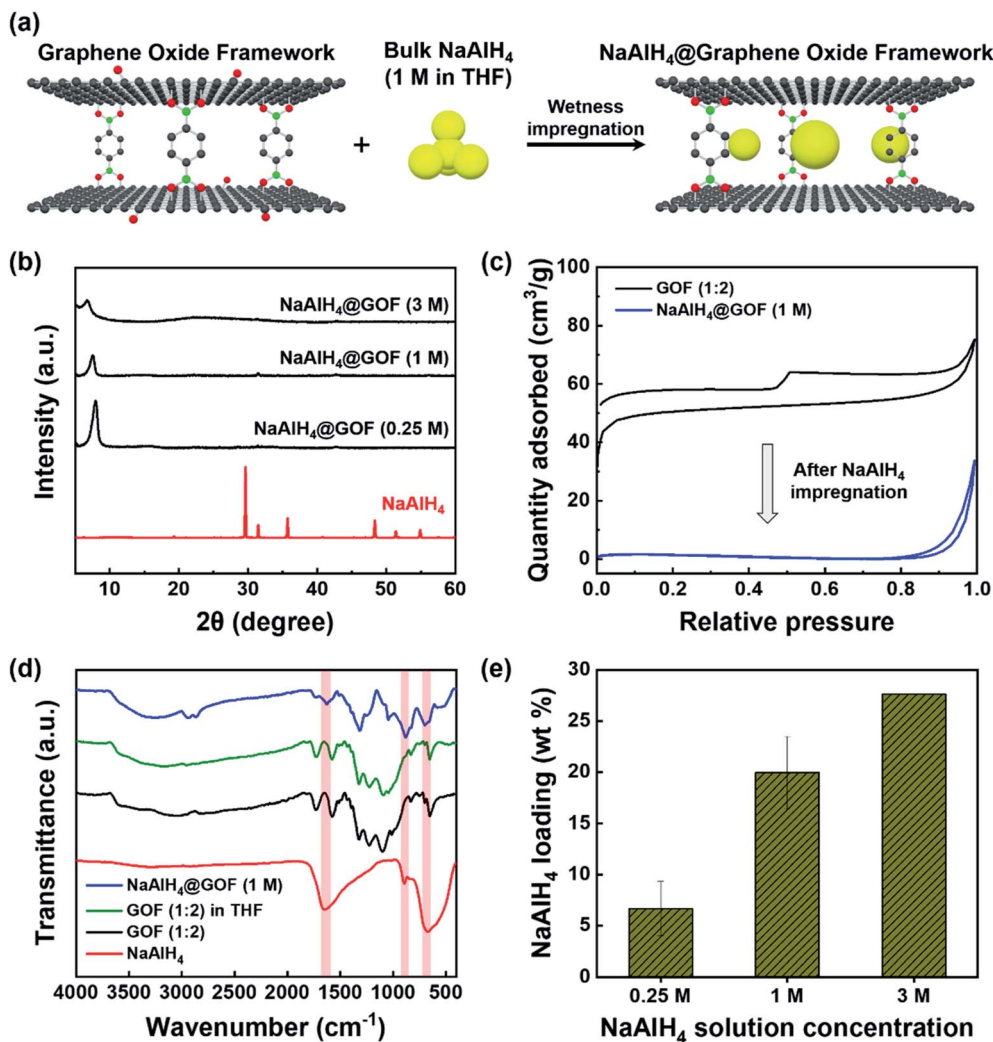 (a)
Graphene Oxide Framework
+
Bulk NaAlH₄
(1 M in THF)
Wetness
impregnation
NaAlH₄@Graphene Oxide Framework
(b)
Intensity (a.u.)
NaAlH₄@GOF (3 M)
NaAlH₄@GOF (1 M)
NaAlH₄@GOF (0.25 M)
NaAlH₄
10 20 30 40 50 60
2θ (degree)
(c)
Quantity adsorbed (cm³/g)
100
80
60
40
20
0
GOF (1:2)
NaAlH₄@GOF (1 M)
After NaAlH₄
impregnation
0.0 0.2 0.4 0.6 0.8 1.0
Relative pressure
(d)
Transmittance (a.u.)
NaAlH₄@GOF (1 M)
GOF (1:2) in THF
GOF (1:2)
NaAlH₄
4000 3500 3000 2500 2000 1500 1000 500
Wavenumber (cm⁻¹)
(e)
NaAlH₄ loading (wt %)
30
25
20
15
10
5
0
0.25 M 1 M 3 M
NaAlH₄ solution concentration